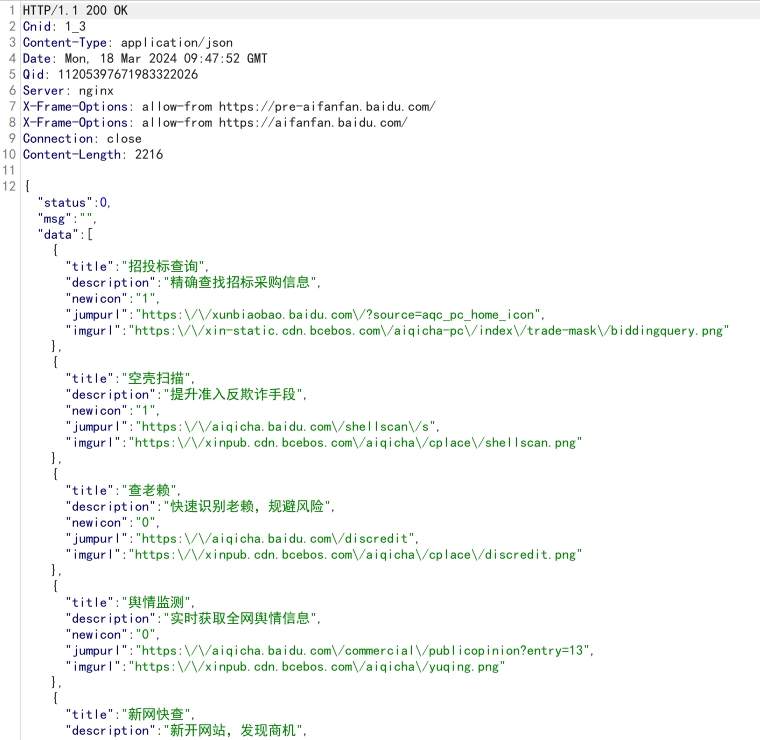 1 HTTP/1.1 200 OK
2 Cnid: 1_3
3 Content-Type: application/json
4 Date: Mon, 18 Mar 2024 09:47:52 GMT
5 Qid: 11205397671983322026
6 Server: nginx
7 X-Frame-Options: allow-from https://pre-aifanfan.baidu.com/
8 X-Frame-Options: allow-from https://aifanfan.baidu.com/
9 Connection: close
10 Content-Length: 2216
11
12 {
"status":0,
"msg":"",
"data":[
{
"title":"招投标查询",
"description":"精确查找招标采购信息",
"newicon":"1",
"jumpurl":"https:\/\/xunbiaobao.baidu.com\/?source=aqc_pc_home_icon",
"imgurl":"https:\/\/xin-static.cdn.bcebos.com\/aiqicha-pc\/index\/trade-mask\/biddingquery.png"
},
{
"title":"空壳扫描",
"description":"提升准入反欺诈手段",
"newicon":"1",
"jumpurl":"https:\/\/aiqicha.baidu.com\/shellscan\/s",
"imgurl":"https:\/\/xinpub.cdn.bcebos.com\/aiqicha\/cplace\/shellscan.png"
},
{
"title":"查老赖",
"description":"快速识别老赖，规避风险",
"newicon":"0",
"jumpurl":"https:\/\/aiqicha.baidu.com\/discredit",
"imgurl":"https:\/\/xinpub.cdn.bcebos.com\/aiqicha\/cplace\/discredit.png"
},
{
"title":"舆情监测",
"description":"实时获取全网舆情信息",
"newicon":"0",
"jumpurl":"https:\/\/aiqicha.baidu.com\/commercial\/publicopinion?entry=13",
"imgurl":"https:\/\/xinpub.cdn.bcebos.com\/aiqicha\/yuqing.png"
},
{
"title":"新网快查",
"description":"新开网站，发现商机",